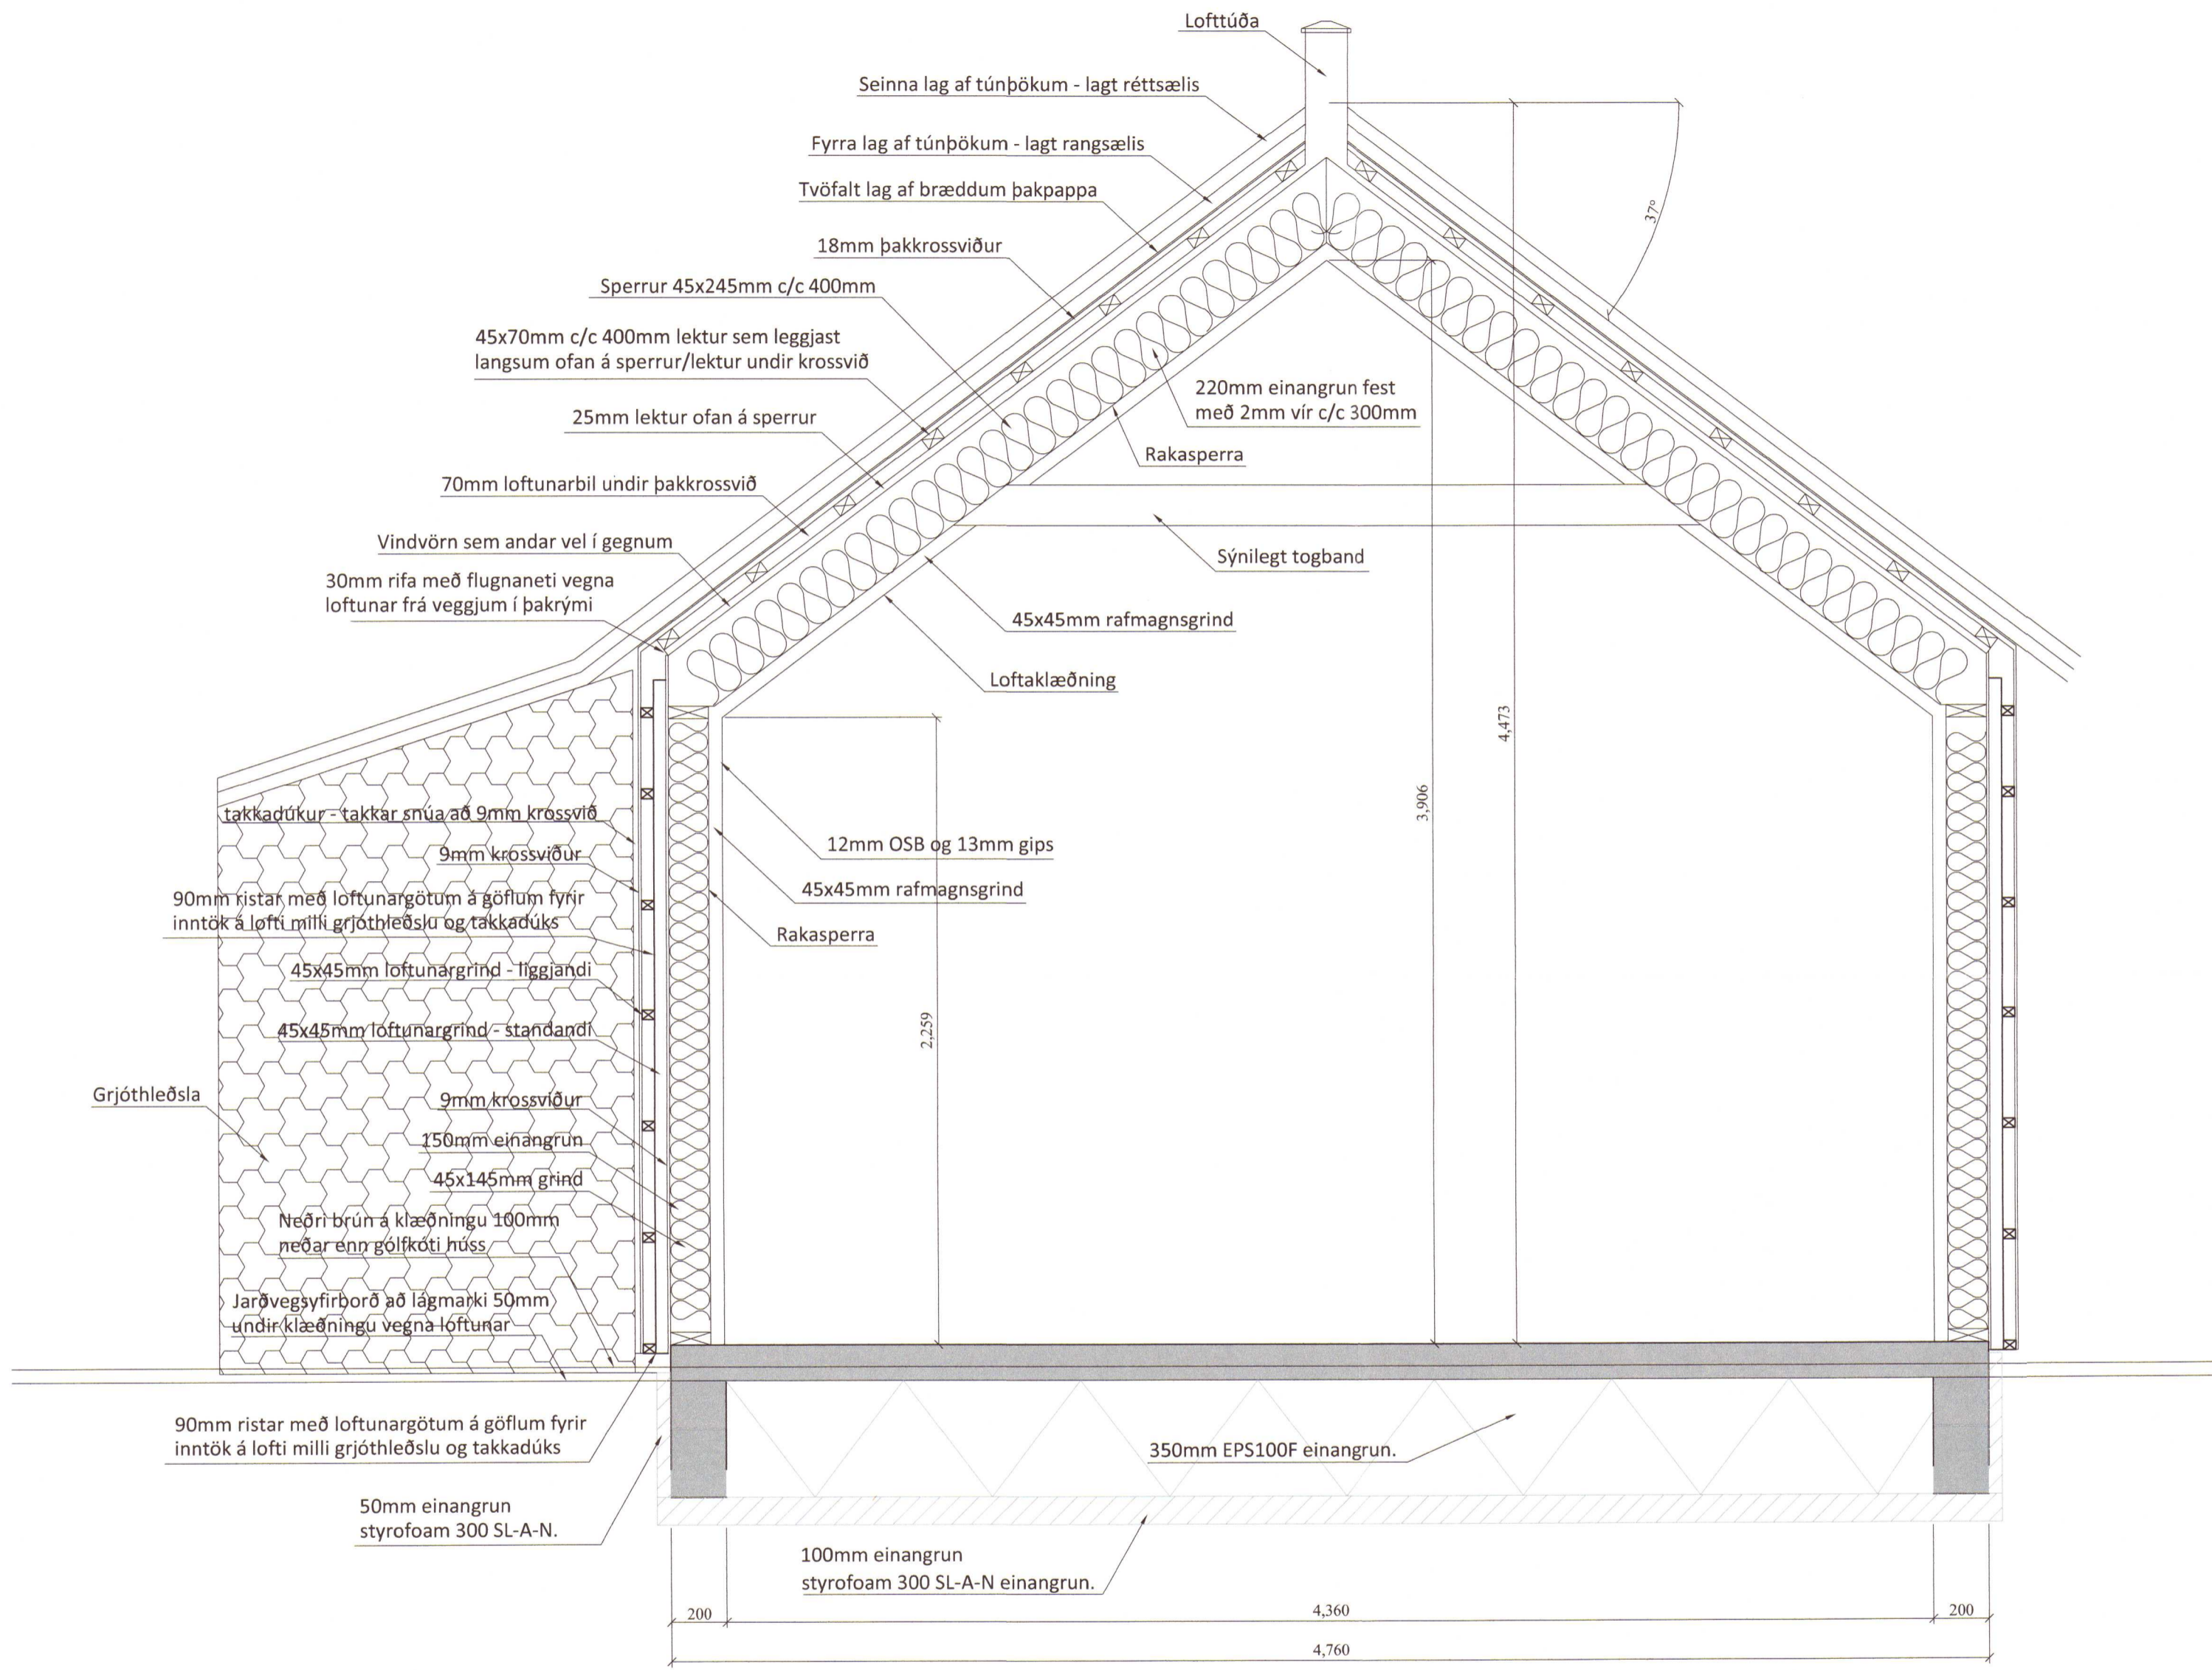 Lofttúða
Seinna lag af túnþökum - lagt réttsælis
Fyrra lag af túnþökum - lagt rangsælis
Tvöfalt lag af bræddum þakpappa
18mm þakkrossviður
Sperrur 45x245mm c/c 400mm
45x70mm c/c 400mm lektur sem leggjast
langsum ofan á sperrur/lektur undir krossvið
25mm lektur ofan á sperrur
70mm loftunarbil undir þakkrossvið
Vindvörn sem andar vel í gegnum
30mm rifa með flugnaneti vegna
loftunar frá veggjum í þakrými
37°
220mm einangrun fest
með 2mm vír c/c 300mm
Rakasperra
Sýnilegt togband
45x45mm rafmagnsgrind
Loftaklæðning
4,473
3,906
2,259
takkadúkur - takkar snúa að 9mm krossvið
9mm krossviður
90mm ristar með loftunargötum á göflum fyrir
inntök á lofti milli grjóthleðslu og takkadúks
45x45mm loftunargrind - liggjandi
45x45mm loftunargrind - standandi
Grjóthleðsla
9mm krossviður
150mm einangrun
45x145mm grind
Neðri brún á klæðningu 100mm
neðar enn gólfkóti húss
Jarðvegsyfirborð að lágmarki 50mm
undir klæðningu vegna loftunar
12mm OSB og 13mm gips
45x45mm rafmagnsgrind
Rakasperra
90mm ristar með loftunargötum á göflum fyrir
inntök á lofti milli grjóthleðslu og takkadúks
50mm einangrun
styrofoam 300 SL-A-N.
350mm EPS100F einangrun.
100mm einangrun
styrofoam 300 SL-A-N einangrun.
200
4,360
200
4,760